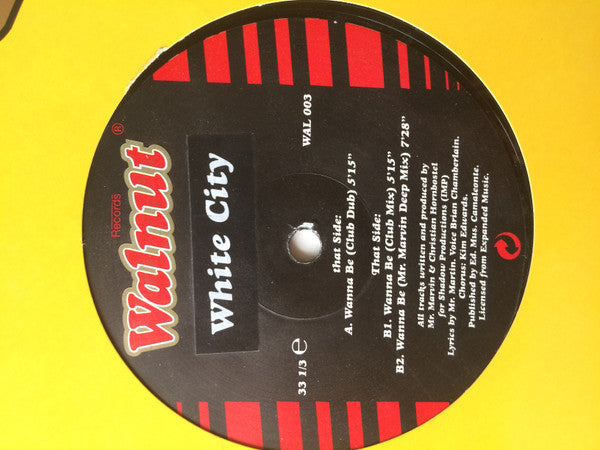 Records
Walnut ®
White City
33 1/3 e
WAL 003
that Side:
A. Wanna Be (Club Dub) 5'15"
That Side:
B1. Wanna Be (Club Mix) 5'15"
B2. Wanna Be (Mr. Marvin Deep Mix) 7'28"
All tracks written and produced by
Mr. Marvin & Christian Hornbostel
for Shadow Productions (IMP)
Lyrics by Mr. Martin. Voice Brian Chamberlain.
Chorus: Kim Edwards.
Published by Ed. Mus. Camaleonte.
Licensed from Expanded Music.